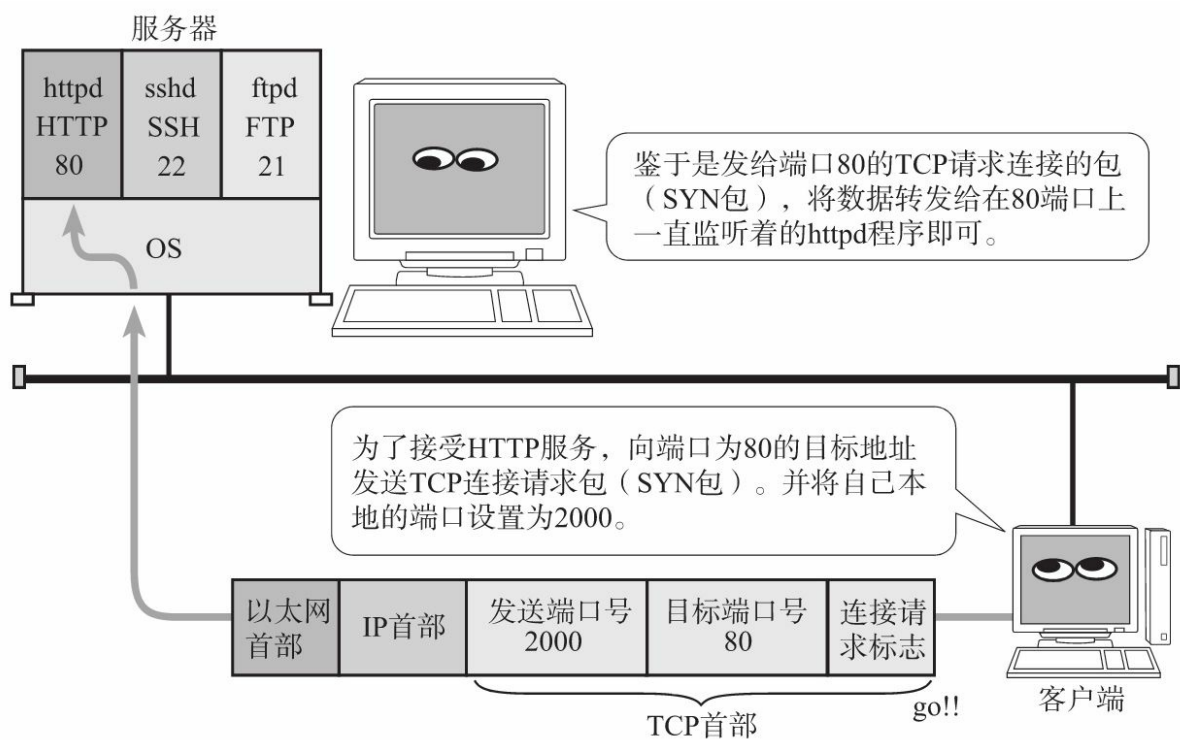 服务器
httpd
HTTP
80
sshd
SSH
22
ftpd
FTP
21
OS
鉴于是发给端口80的TCP请求连接的包
（SYN包），将数据转发给在80端口上
一直监听着的httpd程序即可。
为了接受HTTP服务，向端口为80的目标地址
发送TCP连接请求包（SYN包）。并将自己本
地的端口设置为2000。
以太网
首部
IP首部
发送端口号
2000
目标端口号
80
连接请
求标志
TCP首部
go!!
客户端